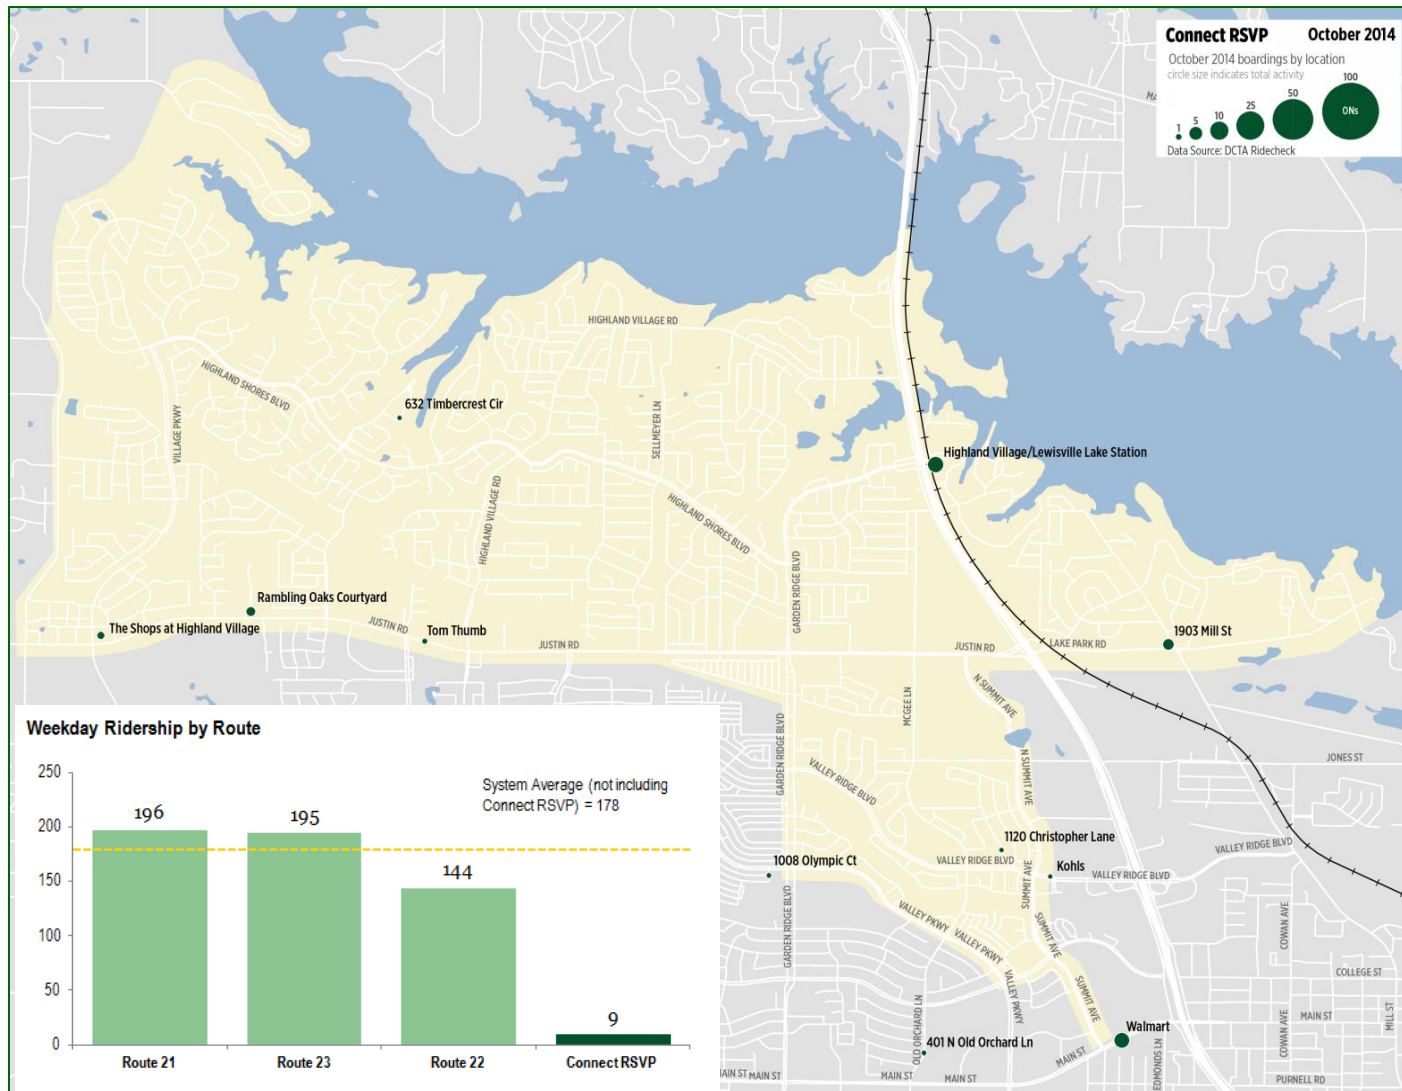 Connect RSVP October 2014
October 2014 boardings by location
circle size indicates total activity
1 5 10 25 50 100
ONs
Data Source: DCTA Ridecheck
HIGHLAND VILLAGE RD
HIGHLAND SHORES BLVD
632 Timbercrest Cir
VILLAGE PKWY
SELLMEYER LN
Highland Village/Lewisville Lake Station
HIGHLAND VILLAGE RD
HIGHLAND SHORES BLVD
GARDEN RIDGE BLVD
Rambling Oaks Courtyard
The Shops at Highland Village
JUSTIN RD
Tom Thumb
JUSTIN RD
JUSTIN RD
LAKE PARK RD
1903 Mill St
N SUMMIT AVE
MCGEE LN
GARDEN RIDGE BLVD
N SUMMIT AVE
JONES ST
VALLEY RIDGE BLVD
1120 Christopher Lane
VALLEY RIDGE BLVD
1008 Olympic Ct
VALLEY RIDGE BLVD
Kohls
VALLEY RIDGE BLVD
SUMMIT AVE
GARDEN RIDGE BLVD
VALLEY PKWY
VALLEY PKWY
SUMMIT AVE
COWAN AVE
COLLEGE ST
VALLEY PKWY
SUMMIT AVE
OLD ORCHARD LN
MAIN ST
MILL ST
Walmart
COWAN AVE
401 N Old Orchard Ln
MAIN ST
EDMONDS LN
MAIN ST
MAIN ST
MAIN ST
PURNELL RD
Weekday Ridership by Route
250
200
150
100
50
0
System Average (not including
Connect RSVP) = 178
196
195
144
9
Route 21
Route 23
Route 22
Connect RSVP